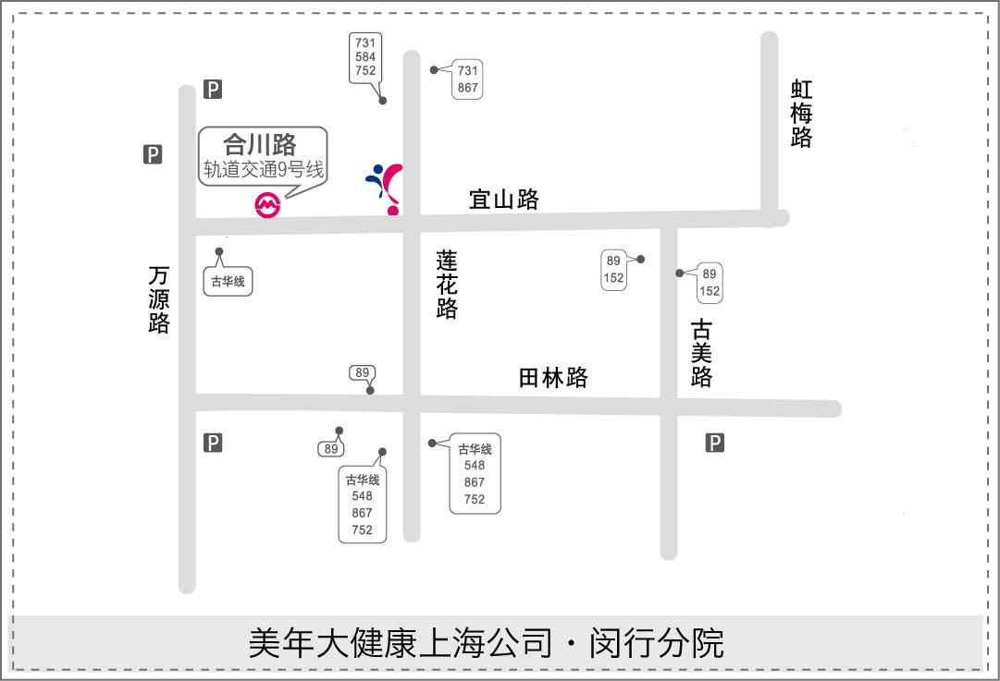 731
584
752
731
867
P
虹梅路
合川路
轨道交通9号线
P
宜山路
古华线
万源路
莲花路
89
152
89
152
古美路
89
田林路
P
89
古华线
548
867
752
古华线
548
867
752
P
美年大健康上海公司·闵行分院